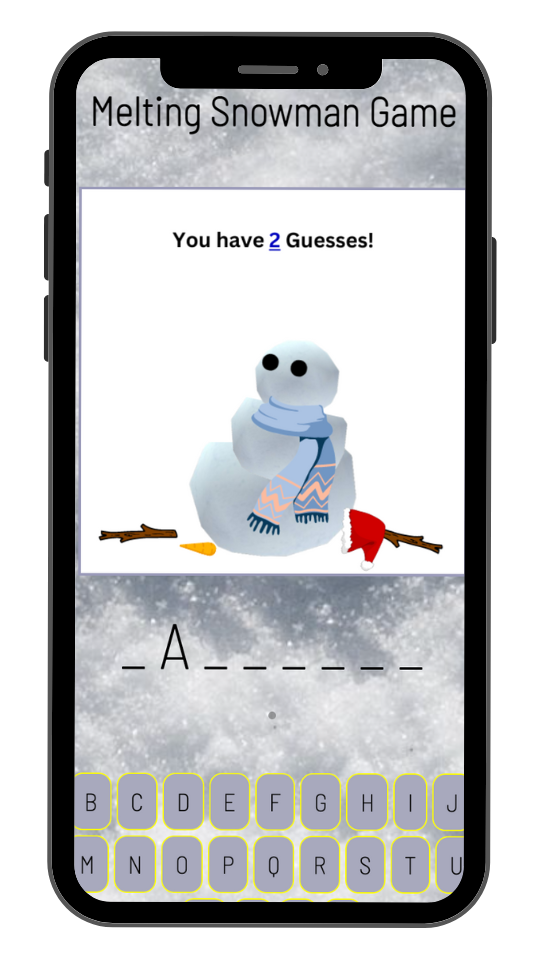 Melting Snowman Game
You have 2 Guesses!
_ A _ _ _ _ _ _
B C D E F G H I J
M N O P Q R S T U